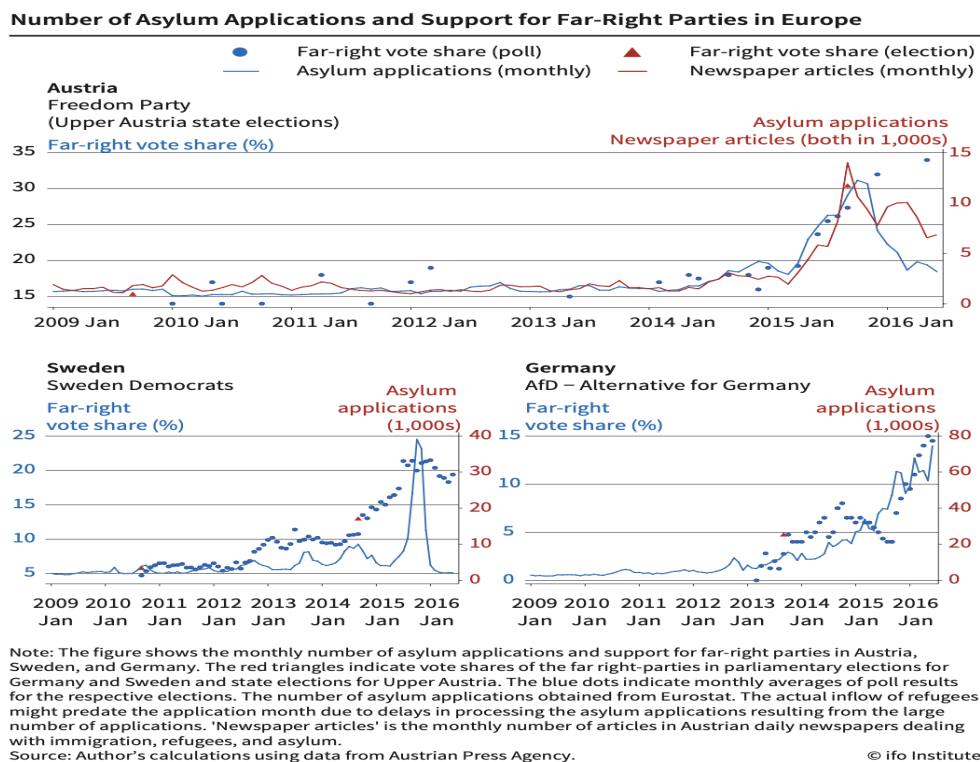 Number of Asylum Applications and Support for Far-Right Parties in Europe
Far-right vote share (poll)
Far-right vote share (election)
Asylum applications (monthly)
Newspaper articles (monthly)
Austria
Freedom Party
(Upper Austria state elections)
Far-right vote share (%)
Asylum applications
Newspaper articles (both in 1,000s)
35
30
25
20
15
15
10
5
0
2009 Jan
2010 Jan
2011 Jan
2012 Jan
2013 Jan
2014 Jan
2015 Jan
2016 Jan
Sweden
Sweden Democrats
Far-right
vote share (%)
Asylum
applications
(1,000s)
25
20
15
10
5
40
30
20
10
0
2009 2010 2011 2012 2013 2014 2015 2016
Jan Jan Jan Jan Jan Jan Jan Jan
Germany
AfD – Alternative for Germany
Far-right
vote share (%)
Asylum
applications
(1,000s)
15
10
5
0
80
60
40
20
0
2009 2010 2011 2012 2013 2014 2015 2016
Jan Jan Jan Jan Jan Jan Jan Jan
Note: The figure shows the monthly number of asylum applications and support for far-right parties in Austria,
Sweden, and Germany. The red triangles indicate vote shares of the far right-parties in parliamentary elections for
Germany and Sweden and state elections for Upper Austria. The blue dots indicate monthly averages of poll results
for the respective elections. The number of asylum applications obtained from Eurostat. The actual inflow of refugees
might predate the application month due to delays in processing the asylum applications resulting from the large
number of applications. 'Newspaper articles' is the monthly number of articles in Austrian daily newspapers dealing
with immigration, refugees, and asylum.
Source: Author's calculations using data from Austrian Press Agency.
© ifo Institute